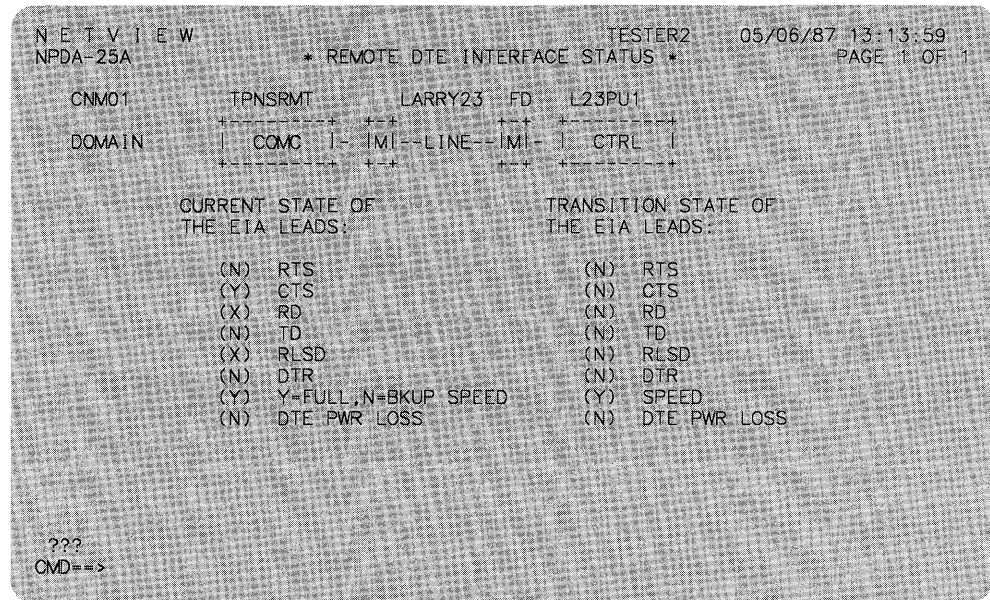 N E T V I E W                    TESTER2    05/06/87 13:13:59
NPDA-25A          * REMOTE DTE INTERFACE STATUS *          PAGE 1 OF 1
CNM01    TPNSRMT    LARRY23    FD    L23PU1
+---------+  +-+  +-+  +---------+
DOMAIN    |  COMC  |- |M|--LINE--|M|- |  CTRL  |
+---------+  +-+  +-+  +---------+
CURRENT STATE OF    TRANSITION STATE OF
THE EIA LEADS:    THE EIA LEADS:
(N)  RTS    (N)  RTS
(Y)  CTS    (N)  CTS
(X)  RD    (N)  RD
(N)  TD    (N)  TD
(X)  RLSD    (N)  RLSD
(N)  DTR    (N)  DTR
(Y)  Y=FULL,N=BKUP SPEED    (Y)  SPEED
(N)  DTE PWR LOSS    (N)  DTE PWR LOSS
???
CMD==>